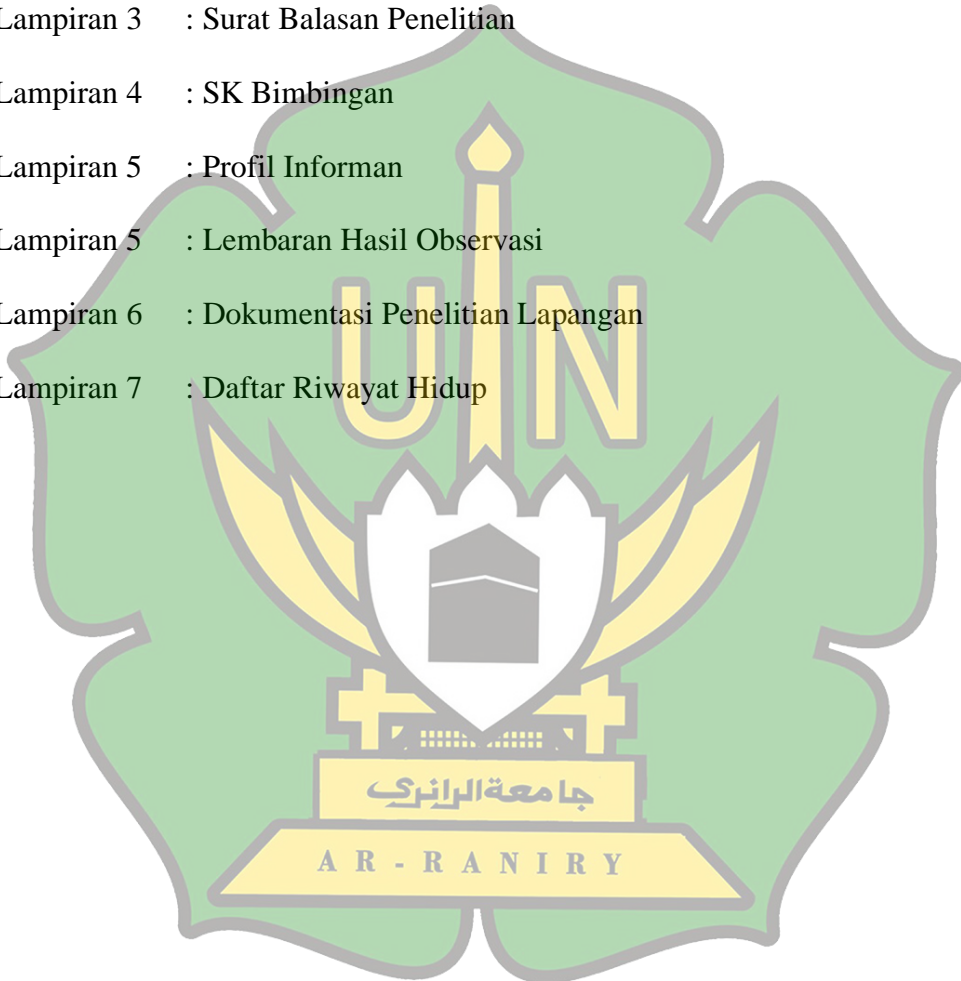 Lampiran 3 : Surat Balasan Penelitian
Lampiran 4 : SK Bimbingan
Lampiran 5 : Profil Informan
Lampiran 5 : Lembaran Hasil Observasi
Lampiran 6 : Dokumentasi Penelitian Lapangan
Lampiran 7 : Daftar Riwayat Hidup
UIN
جامعةالرانري
AR-RANIRY